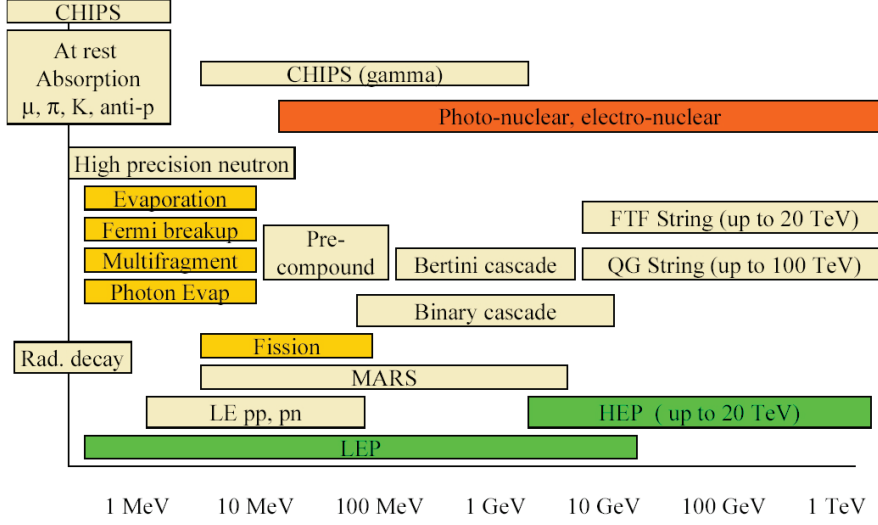 CHIPS
At rest
Absorption
μ, π, K, anti-p
CHIPS (gamma)
Photo-nuclear, electro-nuclear
High precision neutron
Evaporation
Fermi breakup
Multifragment
Photon Evap
Pre-
compound
Bertini cascade
FTF String (up to 20 TeV)
QG String (up to 100 TeV)
Binary cascade
Fission
Rad. decay
MARS
LE pp, pn
HEP ( up to 20 TeV)
LEP
1 MeV 10 MeV 100 MeV 1 GeV 10 GeV 100 GeV 1 TeV